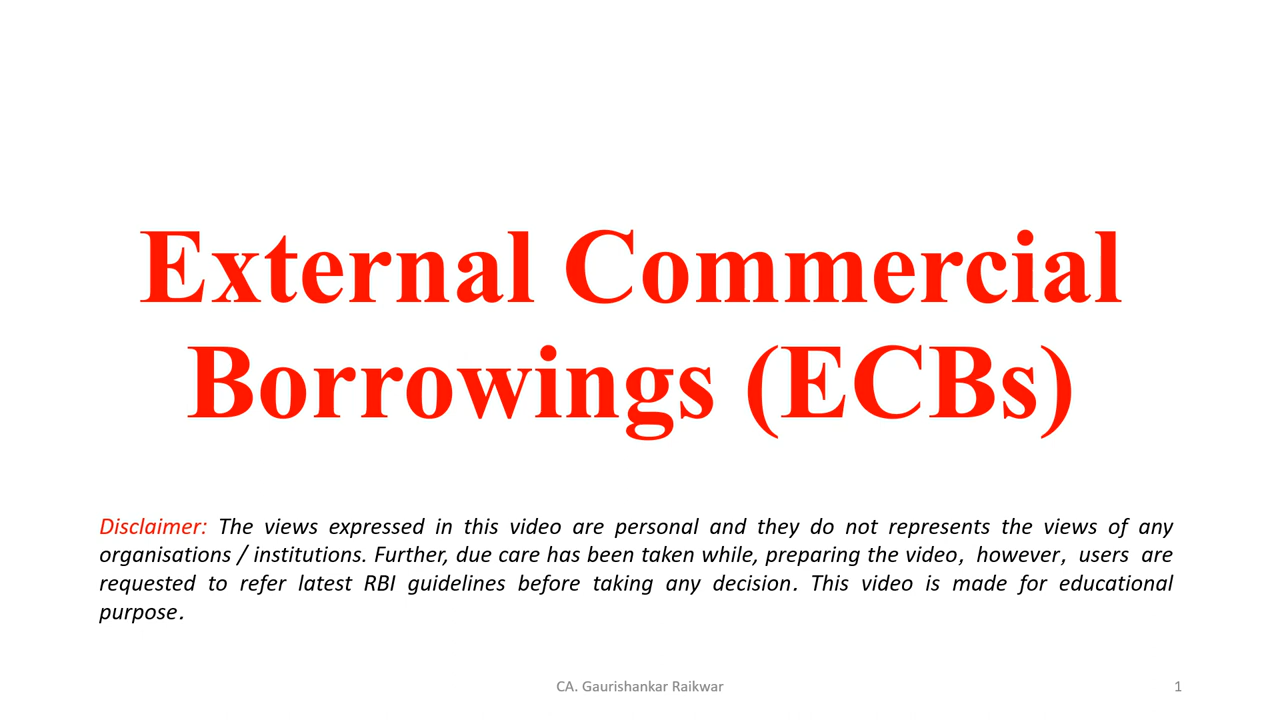 External Commercial
Borrowings (ECBs)
Disclaimer: The views expressed in this video are personal and they do not represents the views of any
organisations / institutions. Further, due care has been taken while, preparing the video, however, users are
requested to refer latest RBI guidelines before taking any decision. This video is made for educational
purpose.
CA. Gaurishankar Raikwar
1